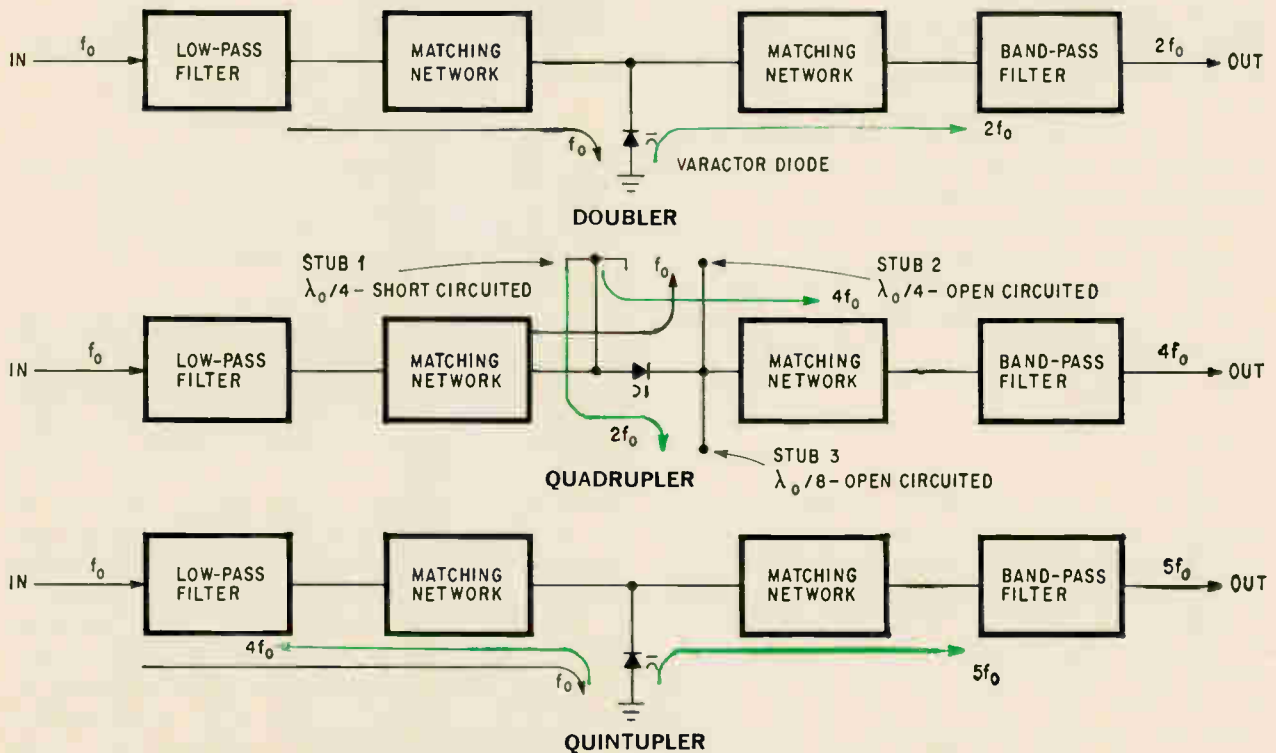 IN
f₀
LOW-PASS
FILTER
MATCHING
NETWORK
MATCHING
NETWORK
BAND-PASS
FILTER
2f₀
OUT
f₀
2f₀
VARACTOR DIODE
DOUBLER
STUB 1
λ₀/4 - SHORT CIRCUITED
f₀
4f₀
STUB 2
λ₀/4 - OPEN CIRCUITED
IN
f₀
LOW-PASS
FILTER
MATCHING
NETWORK
MATCHING
NETWORK
BAND-PASS
FILTER
4f₀
OUT
2f₀
STUB 3
λ₀/8 - OPEN CIRCUITED
QUADRUPLER
IN
f₀
LOW-PASS
FILTER
MATCHING
NETWORK
MATCHING
NETWORK
BAND-PASS
FILTER
5f₀
OUT
4f₀
f₀
5f₀
QUINTUPLER